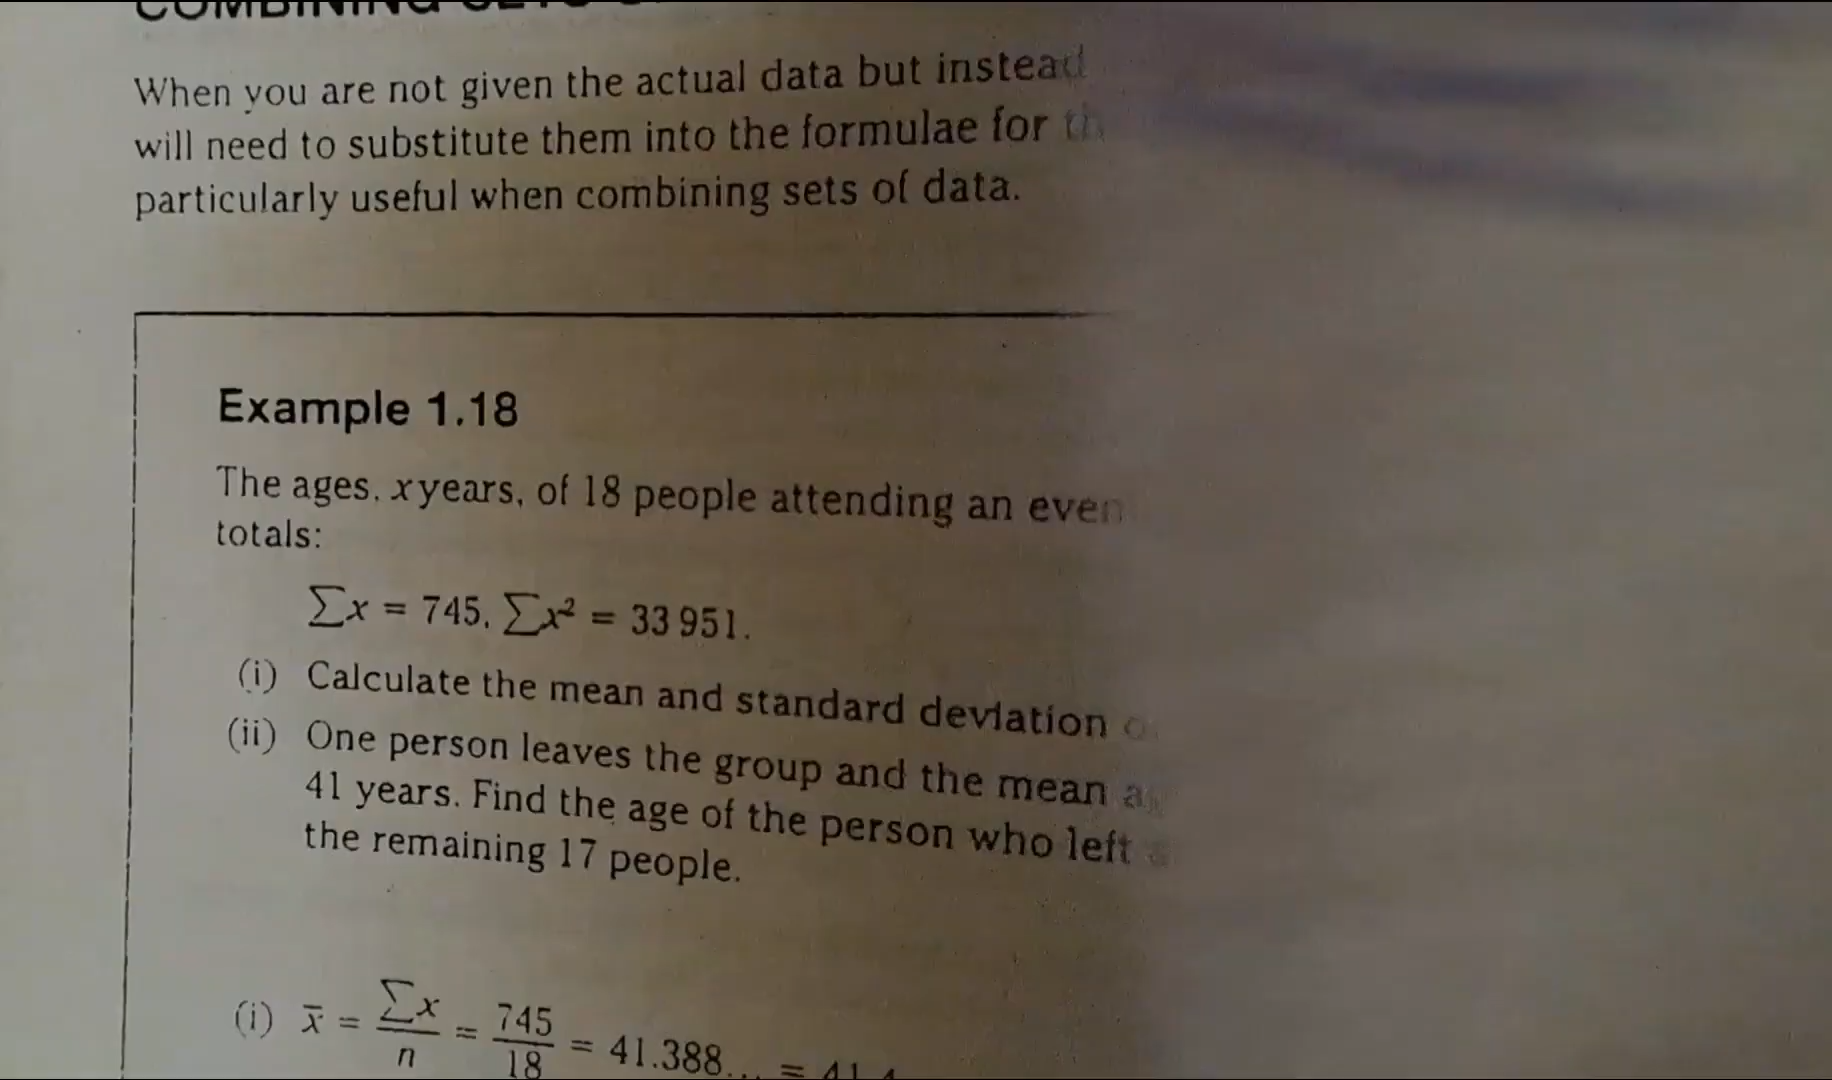 When you are not given the actual data but instead
will need to substitute them into the formulae for
particularly useful when combining sets of data.
Example 1.18
The ages, x years, of 18 people attending an
totals:
∑x = 745, ∑x² = 33 951.
(i) Calculate the mean and standard deviation
(ii) One person leaves the group and the mean
41 years. Find the age of the person who left
the remaining 17 people.
(i) x̄ = ∑x/n = 745/18 = 41.388... =